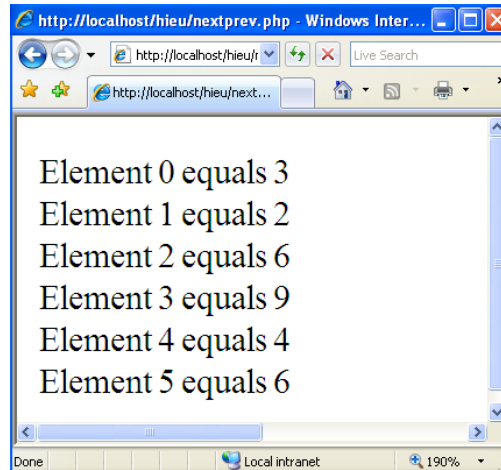 http://localhost/hieu/nextprev.php - Windows Inter...
http://localhost/hieu/r
Live Search
http://localhost/hieu/next...
Element 0 equals 3
Element 1 equals 2
Element 2 equals 6
Element 3 equals 9
Element 4 equals 4
Element 5 equals 6
Done
Local intranet
190%